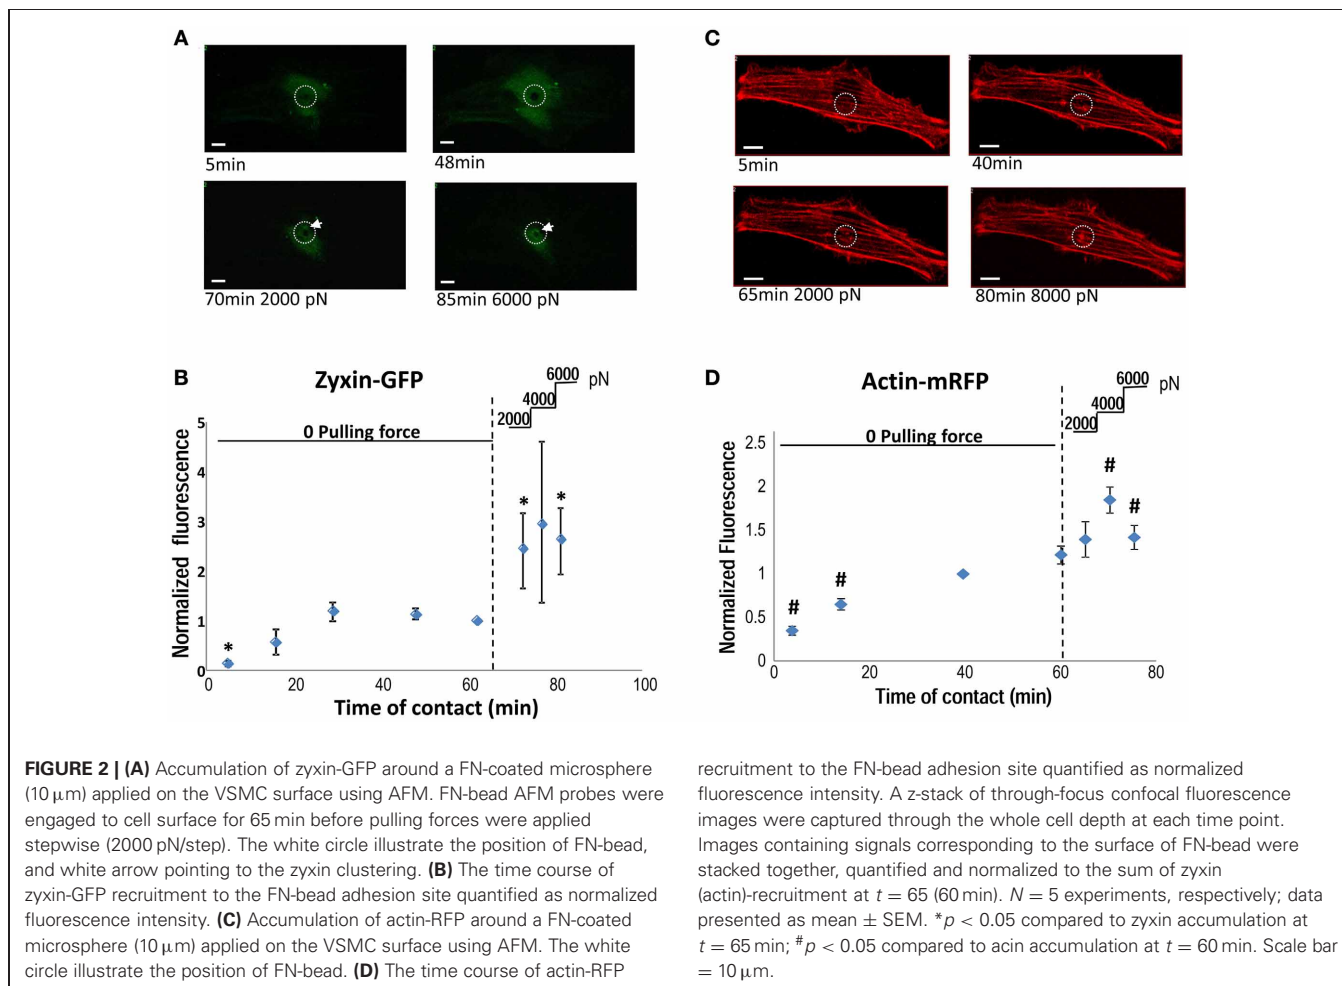 A
5min
48min
70min 2000 pN
85min 6000 pN
C
5min
40min
65min 2000 pN
80min 8000 pN
B
Zyxin-GFP
6000
pN
4000
2000
0 Pulling force
Normalized fluorescence
5
4
3
2
1
0
*
*
*
0
20
40
60
80
100
Time of contact (min)
D
Actin-mRFP
6000
pN
4000
2000
0 Pulling force
Normalized Fluorescence
2.5
2
1.5
1
0.5
0
#
#
#
#
0
20
40
60
80
Time of contact (min)
FIGURE 2 | (A) Accumulation of zyxin-GFP around a FN-coated microsphere
(10 μm) applied on the VSMC surface using AFM. FN-bead AFM probes were
engaged to cell surface for 65 min before pulling forces were applied
stepwise (2000 pN/step). The white circle illustrate the position of FN-bead,
and white arrow pointing to the zyxin clustering. (B) The time course of
zyxin-GFP recruitment to the FN-bead adhesion site quantified as normalized
fluorescence intensity. (C) Accumulation of actin-RFP around a FN-coated
microsphere (10 μm) applied on the VSMC surface using AFM. The white
circle illustrate the position of FN-bead. (D) The time course of actin-RFP
recruitment to the FN-bead adhesion site quantified as normalized
fluorescence intensity. A z-stack of through-focus confocal fluorescence
images were captured through the whole cell depth at each time point.
Images containing signals corresponding to the surface of FN-bead were
stacked together, quantified and normalized to the sum of zyxin
(actin)-recruitment at t = 65 (60 min). N = 5 experiments, respectively; data
presented as mean ± SEM. *p < 0.05 compared to zyxin accumulation at
t = 65 min; #p < 0.05 compared to acin accumulation at t = 60 min. Scale bar
= 10 μm.